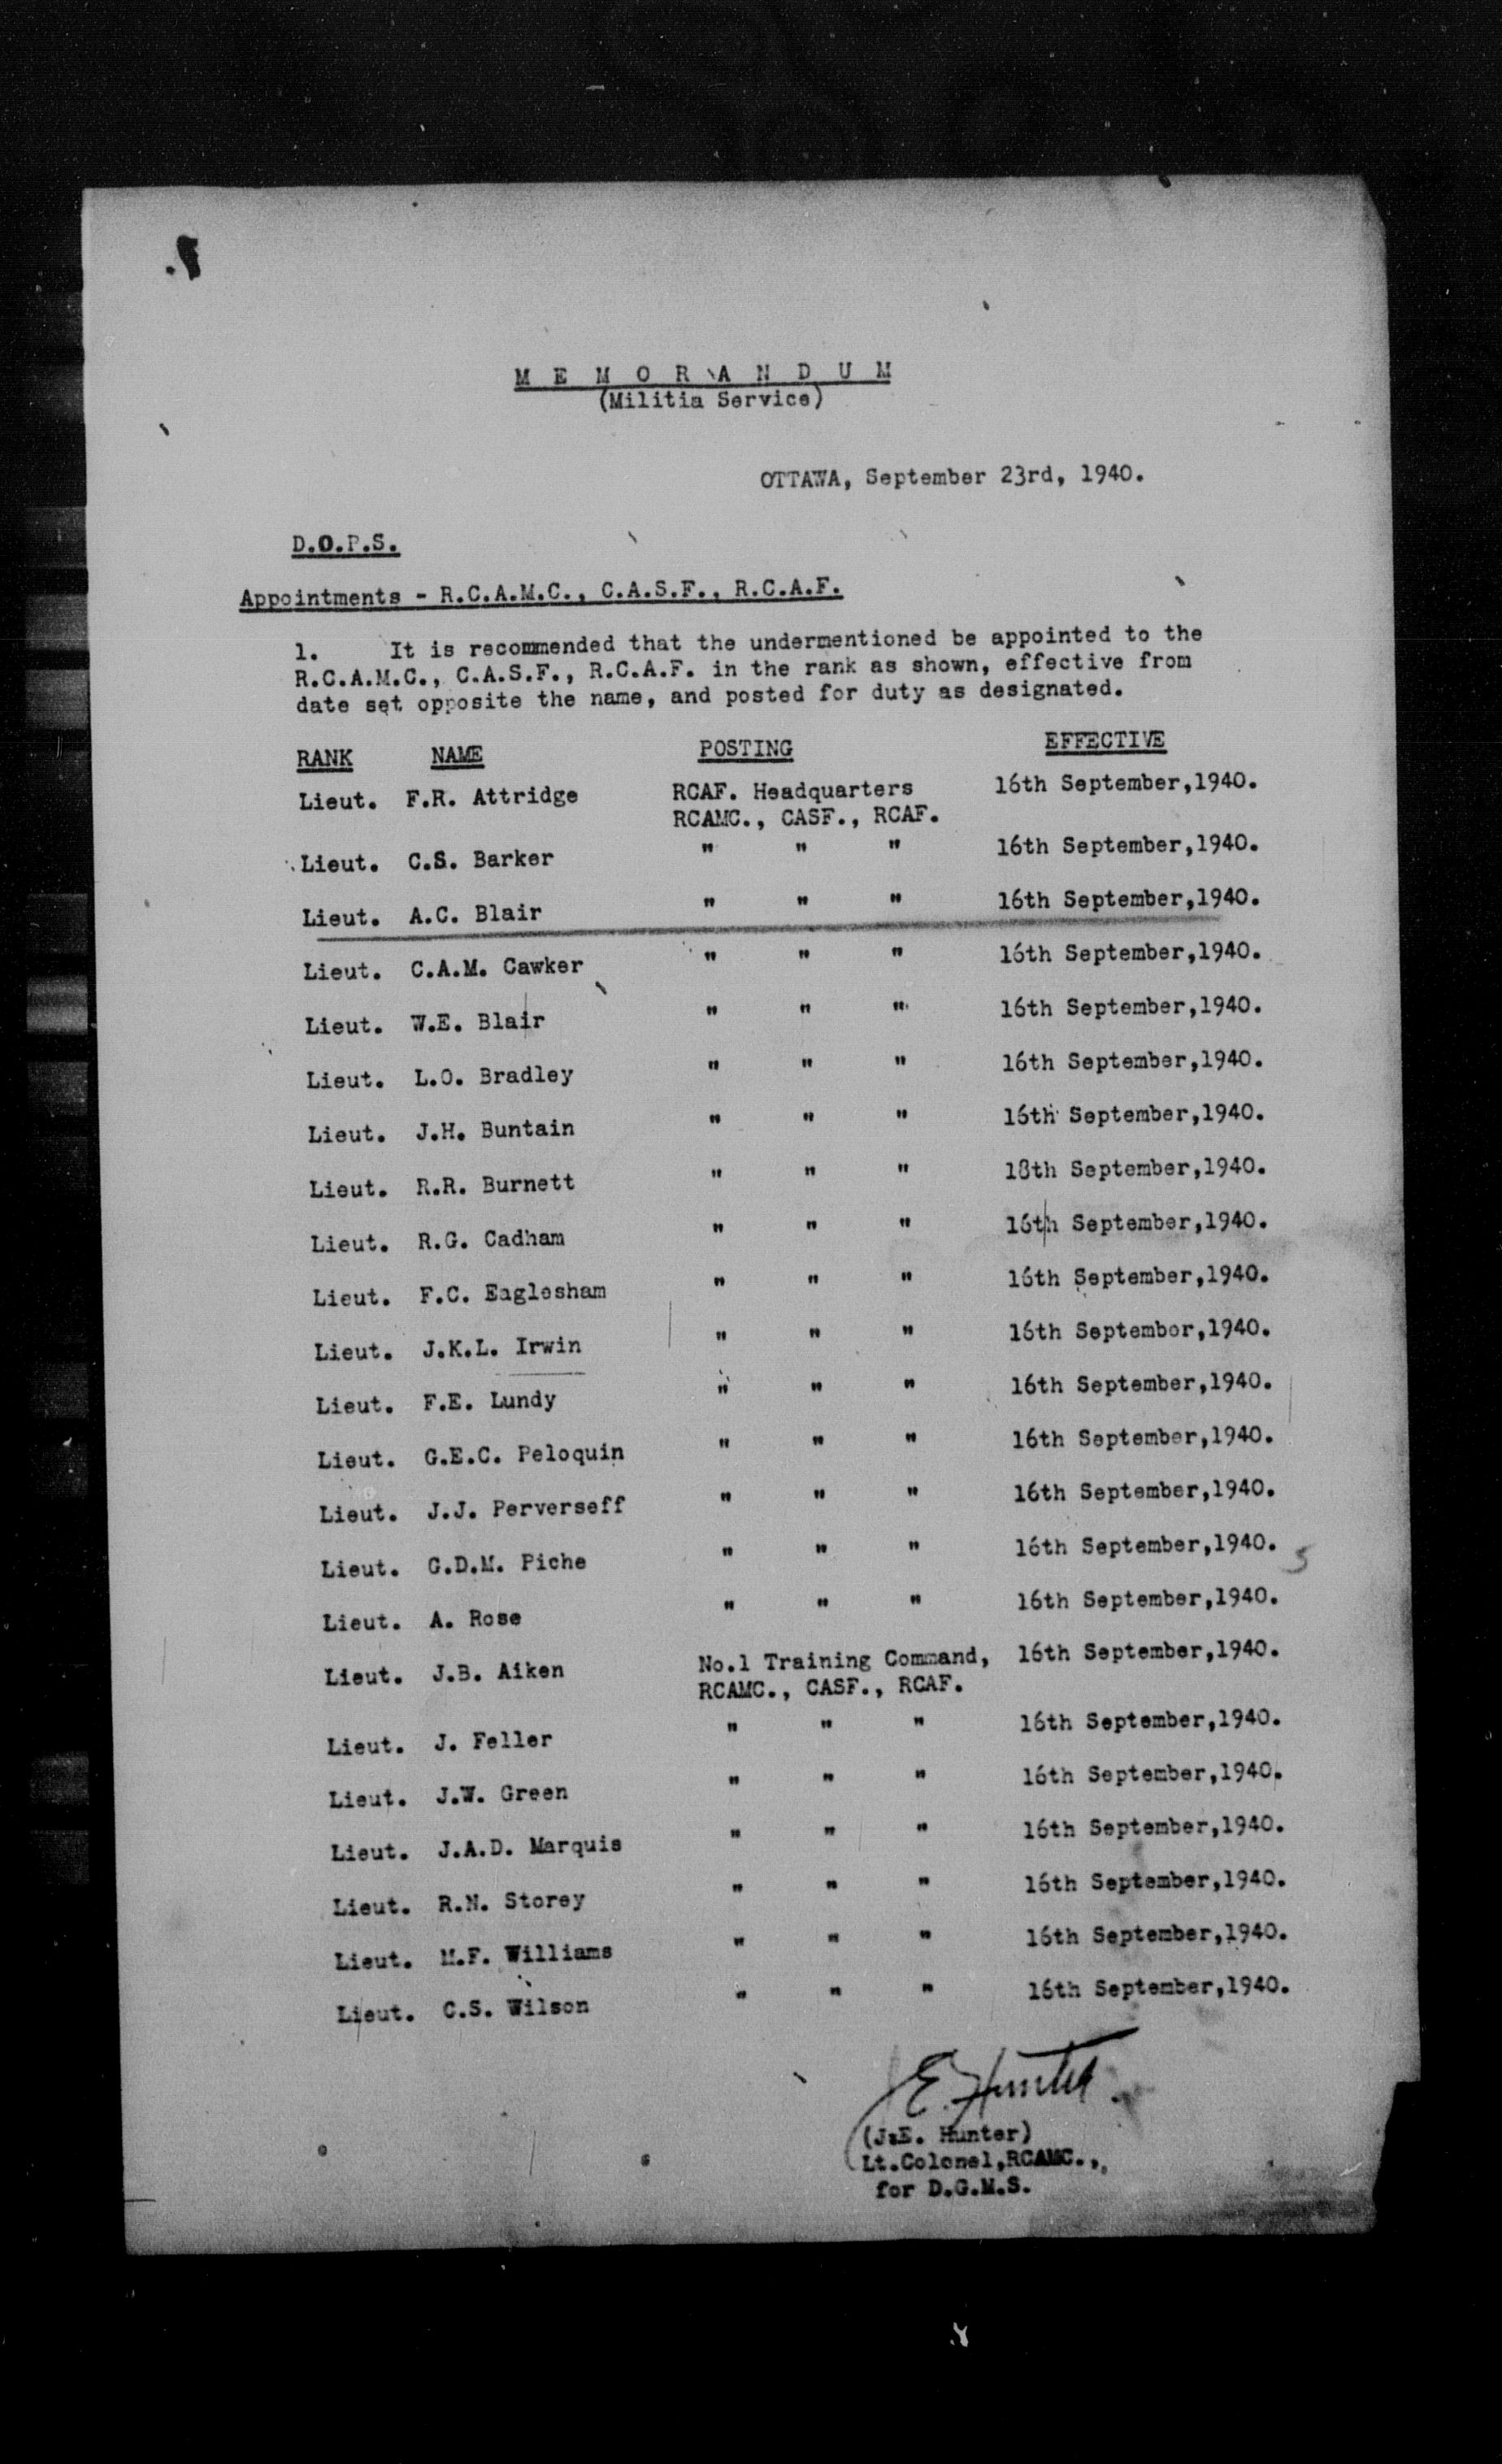 M E M O R A N D U M
(Militia Service)
OTTAWA, September 23rd, 1940.
D.O.P.S.
Appointments - R.C.A.M.C., C.A.S.F., R.C.A.F.
1. It is recommended that the undermentioned be appointed to the
R.C.A.M.C., C.A.S.F., R.C.A.F. in the rank as shown, effective from
date set opposite the name, and posted for duty as designated.
RANK NAME POSTING EFFECTIVE
Lieut. F.R. Attridge RCAF. Headquarters 16th September,1940.
RCAMC., CASF., RCAF.
Lieut. C.S. Barker " " " 16th September,1940.
Lieut. A.C. Blair " " " 16th September,1940.
Lieut. C.A.M. Cawker " " " 16th September,1940.
Lieut. W.E. Blair " " " 16th September,1940.
Lieut. L.O. Bradley " " " 16th September,1940.
Lieut. J.H. Buntain " " " 16th September,1940.
Lieut. R.R. Burnett " " " 18th September,1940.
Lieut. R.G. Cadham " " " 16th September,1940.
Lieut. F.C. Eaglesham " " " 16th September,1940.
Lieut. J.K.L. Irwin " " " 16th September,1940.
Lieut. F.E. Lundy " " " 16th September,1940.
Lieut. G.E.C. Peloquin " " " 16th September,1940.
Lieut. J.J. Perverseff " " " 16th September,1940.
Lieut. G.D.M. Piche " " " 16th September,1940.
Lieut. A. Rose " " " 16th September,1940.
Lieut. J.B. Aiken No.1 Training Command, 16th September,1940.
RCAMC., CASF., RCAF.
Lieut. J. Feller " " " 16th September,1940.
Lieut. J.W. Green " " " 16th September,1940.
Lieut. J.A.D. Marquis " " " 16th September,1940.
Lieut. R.N. Storey " " " 16th September,1940.
Lieut. M.F. Williams " " " 16th September,1940.
Lieut. C.S. Wilson " " " 16th September,1940.
J E. Hunter
(J.E. Hunter)
Lt.Colonel,RCAMC.,
for D.G.M.S.